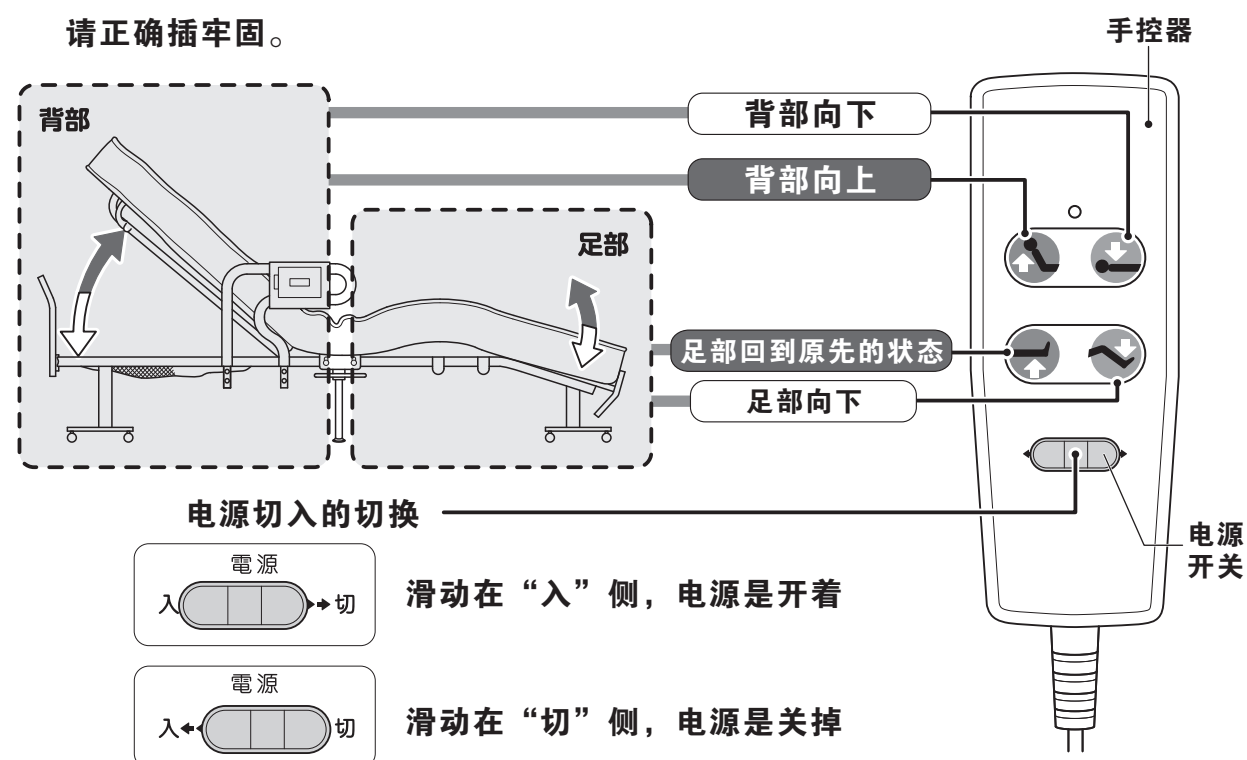 请正确插牢固。
手控器
背部
背部向下
背部向上
足部
足部回到原先的状态
足部向下
电源切入的切换
电源
开关
電源
入 切
滑动在“入”侧，电源是开着
電源
入 切
滑动在“切”侧，电源是关掉